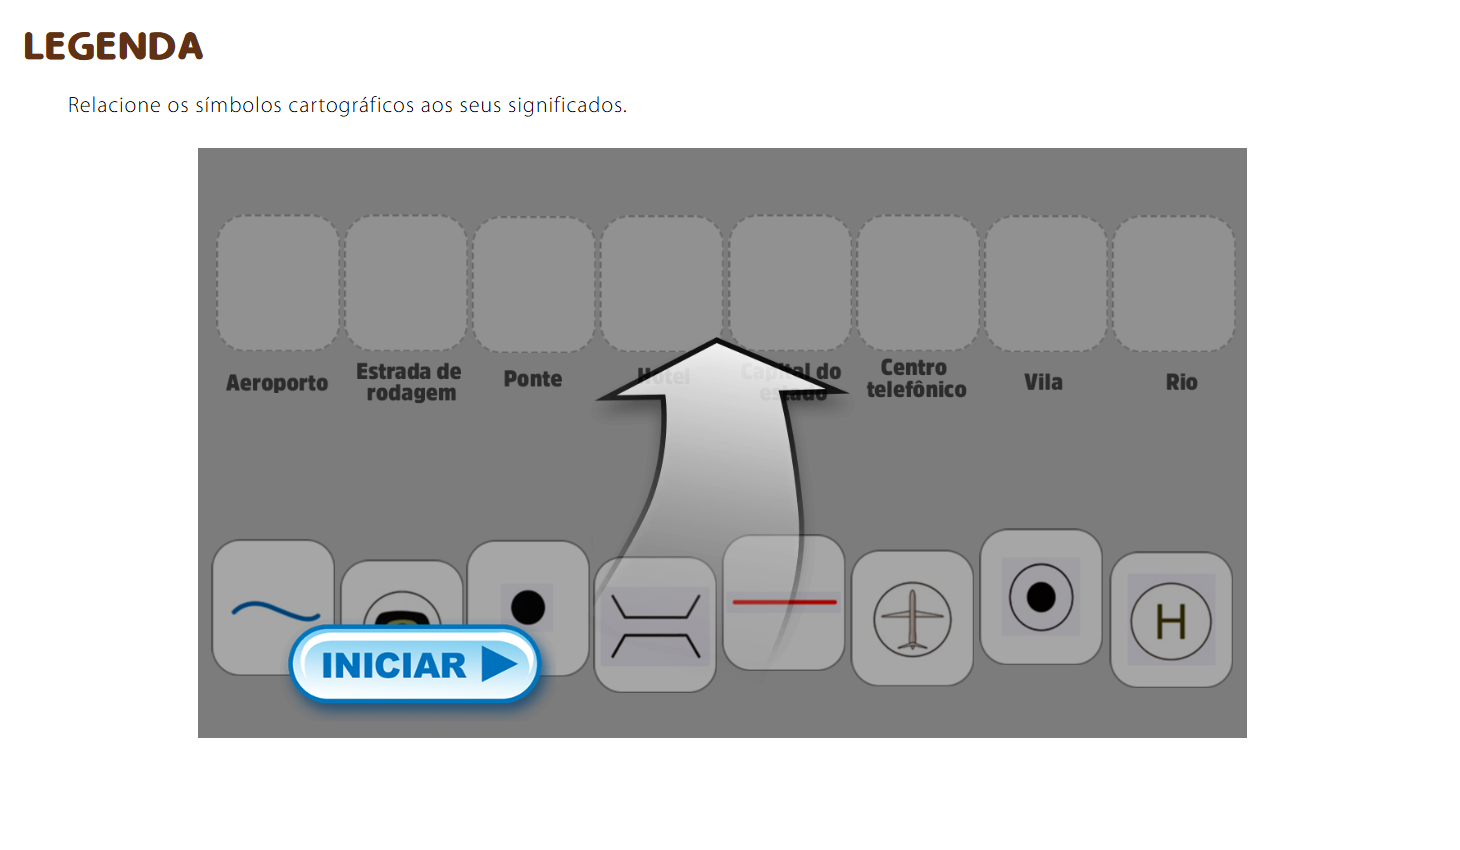 LEGENDA
Relacione os símbolos cartográficos aos seus significados.
Aeroporto
Estrada de
rodagem
Ponte
Hotel
Capital do
estado
Centro
telefônico
Vila
Rio
H
INICIAR